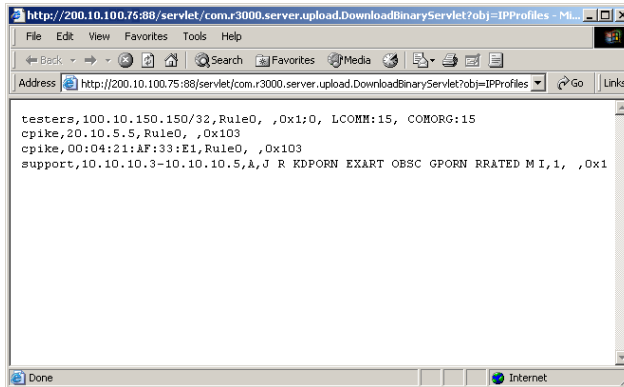 http://200.10.100.75:88/servlet/com.r3000.server.upload.DownloadBinaryServlet?obj=IPProfiles - Mi...
File Edit View Favorites Tools Help
Back Search Favorites Media
Address http://200.10.100.75:88/servlet/com.r3000.server.upload.DownloadBinaryServlet?obj=IPProfiles Go Links
testers,100.10.150.150/32,Rule0, ,0x1;0, LCOMM:15, COMORG:15
cpike,20.10.5.5,Rule0, ,0x103
cpike,00:04:21:AF:33:E1,Rule0, ,0x103
support,10.10.10.3-10.10.10.5,A,J R KDPORN EXART OBSC GPORN RRATED M I,1, ,0x1
Done Internet